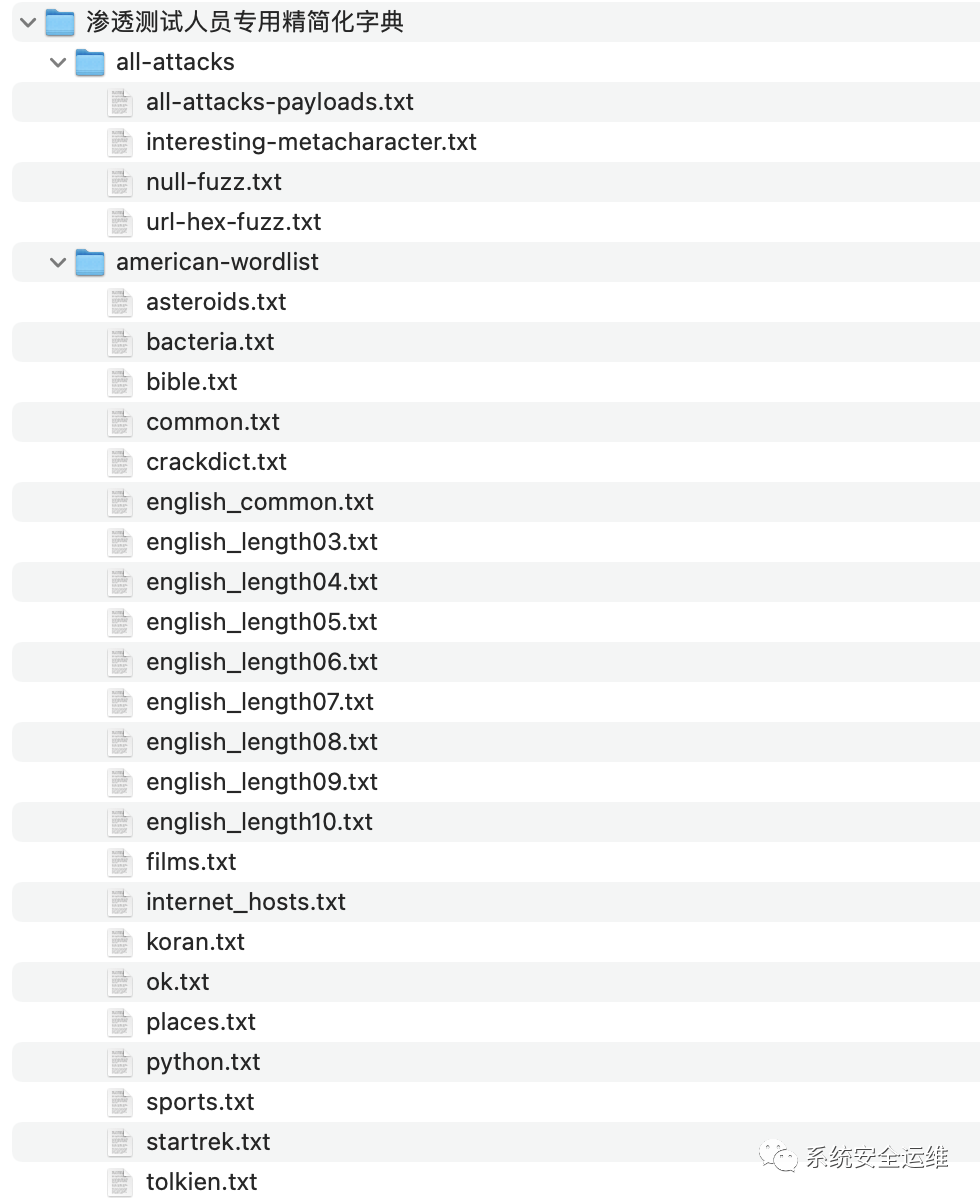 渗透测试人员专用精简化字典
all-attacks
all-attacks-payloads.txt
interesting-metacharacter.txt
null-fuzz.txt
url-hex-fuzz.txt
american-wordlist
asteroids.txt
bacteria.txt
bible.txt
common.txt
crackdict.txt
english_common.txt
english_length03.txt
english_length04.txt
english_length05.txt
english_length06.txt
english_length07.txt
english_length08.txt
english_length09.txt
english_length10.txt
films.txt
internet_hosts.txt
koran.txt
ok.txt
places.txt
python.txt
sports.txt
startrek.txt
系统安全运维
tolkien.txt